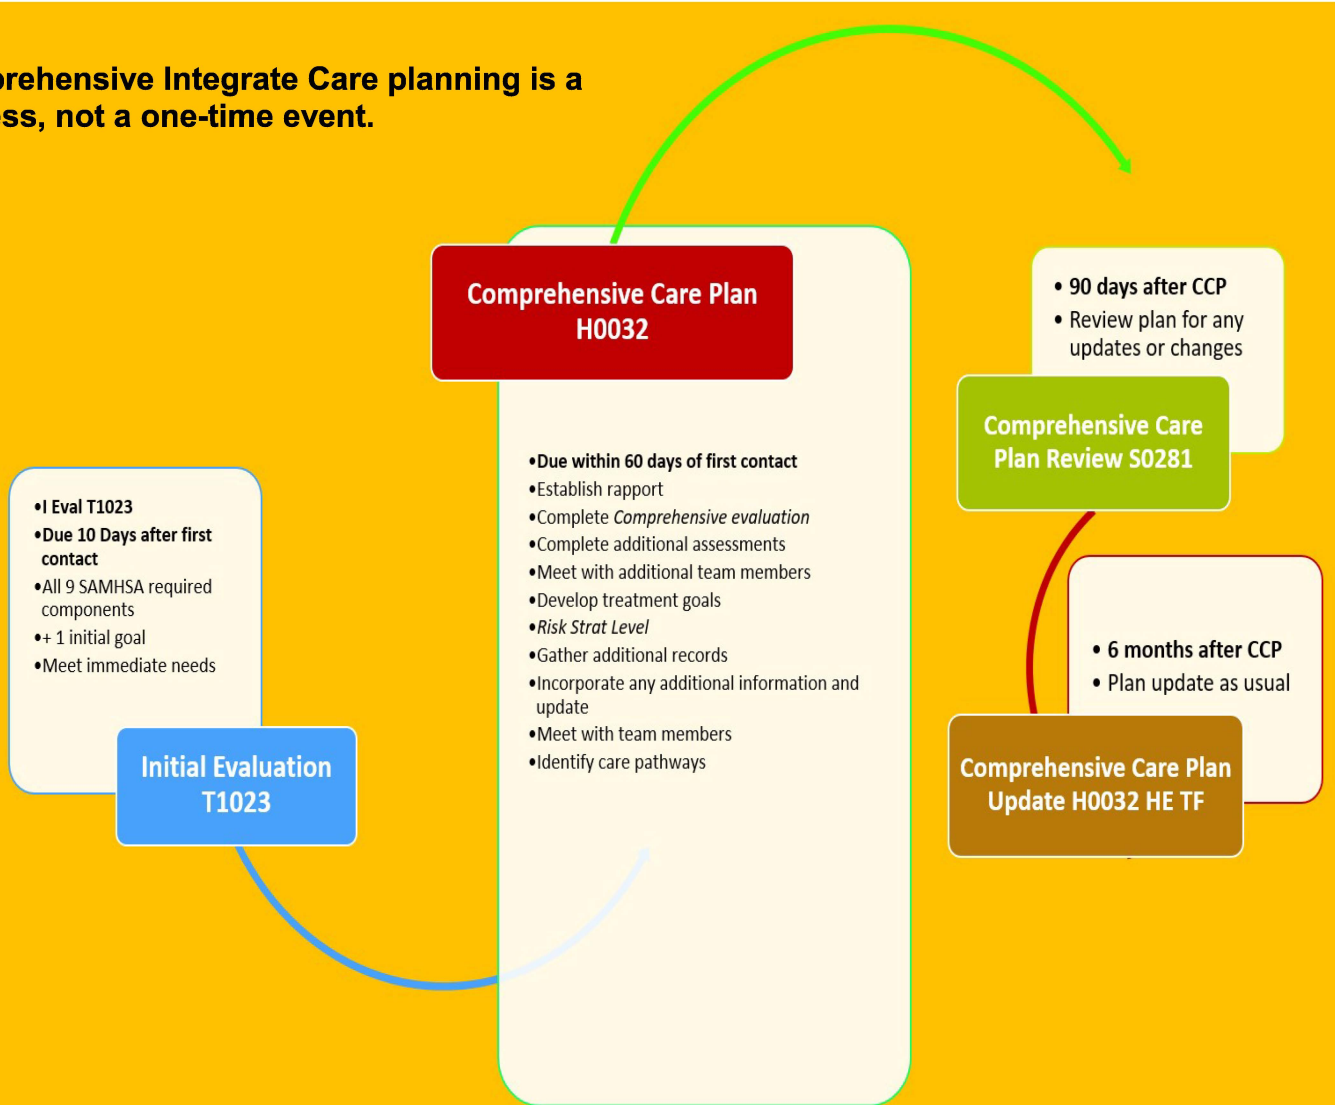 prehensive Integrate Care planning is a
ess, not a one-time event.
•I Eval T1023
•Due 10 Days after first
contact
•All 9 SAMHSA required
components
•+ 1 initial goal
•Meet immediate needs
Initial Evaluation
T1023
Comprehensive Care Plan
H0032
•Due within 60 days of first contact
•Establish rapport
•Complete Comprehensive evaluation
•Complete additional assessments
•Meet with additional team members
•Develop treatment goals
•Risk Strat Level
•Gather additional records
•Incorporate any additional information and
update
•Meet with team members
•Identify care pathways
• 90 days after CCP
• Review plan for any
updates or changes
Comprehensive Care
Plan Review S0281
• 6 months after CCP
• Plan update as usual
Comprehensive Care Plan
Update H0032 HE TF